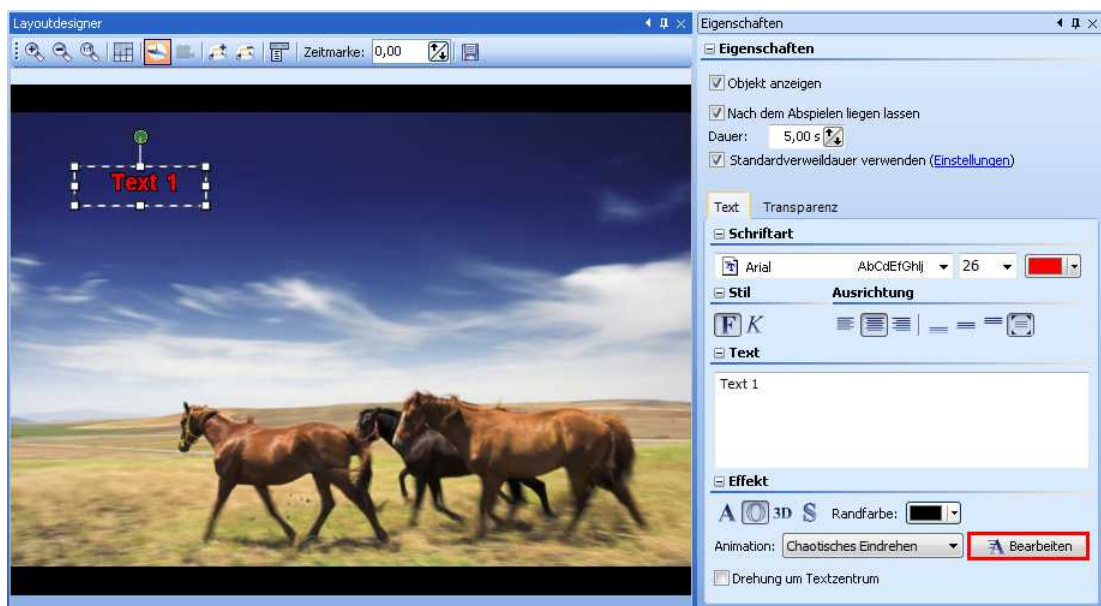 Layoutdesigner
Zeitmarke: 0,00
Text 1
Eigenschaften
Eigenschaften
Objekt anzeigen
Nach dem Abspielen liegen lassen
Dauer: 5,00 s
Standardverweildauer verwenden (Einstellungen)
Text Transparenz
Schriftart
Arial AbCdEfGhIj 26
Stil Ausrichtung
F K
Text
Text 1
Effekt
A O 3D S Randfarbe:
Animation: Chaotisches Eindrehen Bearbeiten
Drehung um Textzentrum